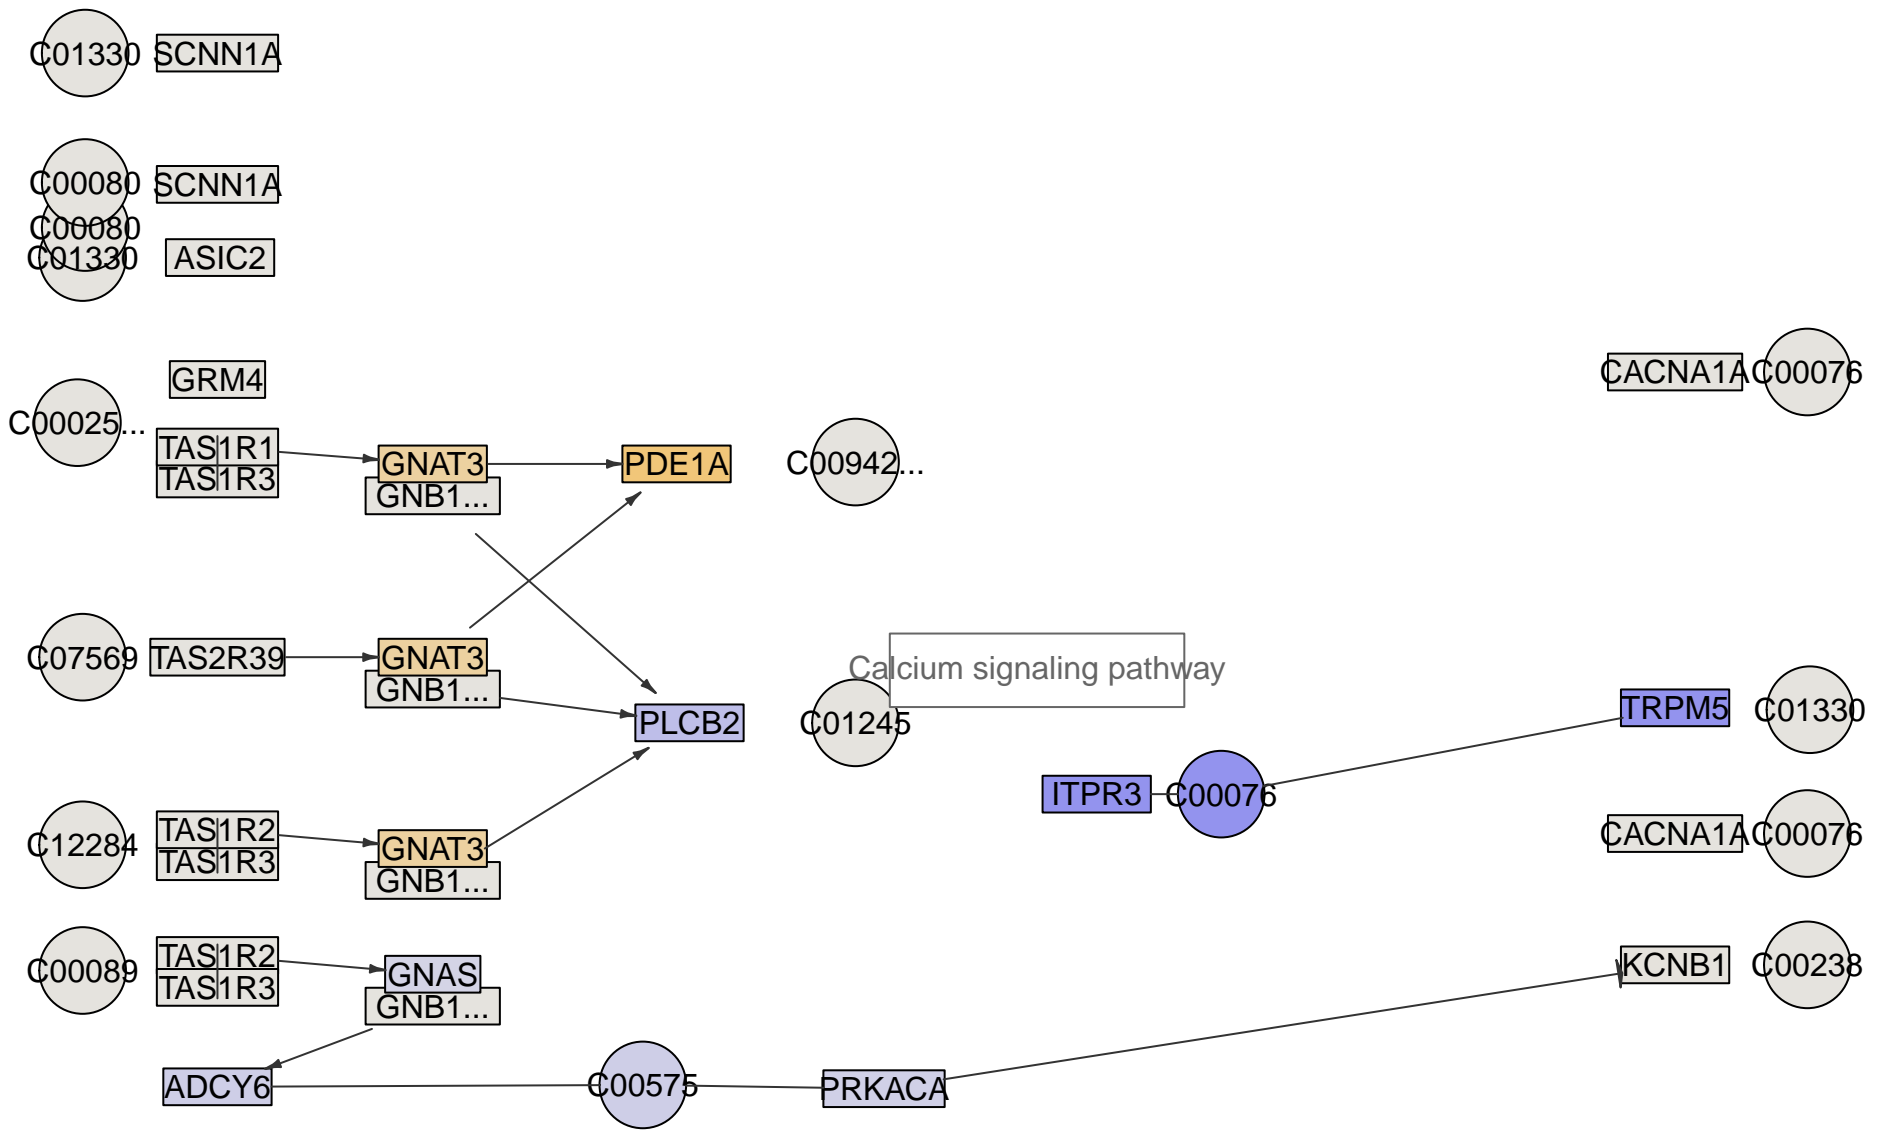 C01330 SCNN1A
C00080 SCNN1A
C00080
C01330 ASIC2
GRM4
CACNA1A C00076
C00025...
TAS1R1
TAS1R3
GNAT3
GNB1...
PDE1A
C00942...
C07569 TAS2R39 GNAT3
GNB1...
Calcium signaling pathway
PLCB2
C01245
TRPM5 C01330
ITPR3 C00076
C12284
TAS1R2
TAS1R3
GNAT3
GNB1...
CACNA1A C00076
C00089
TAS1R2
TAS1R3
GNAS
GNB1...
KCNB1 C00238
ADCY6 C00575 PRKACA